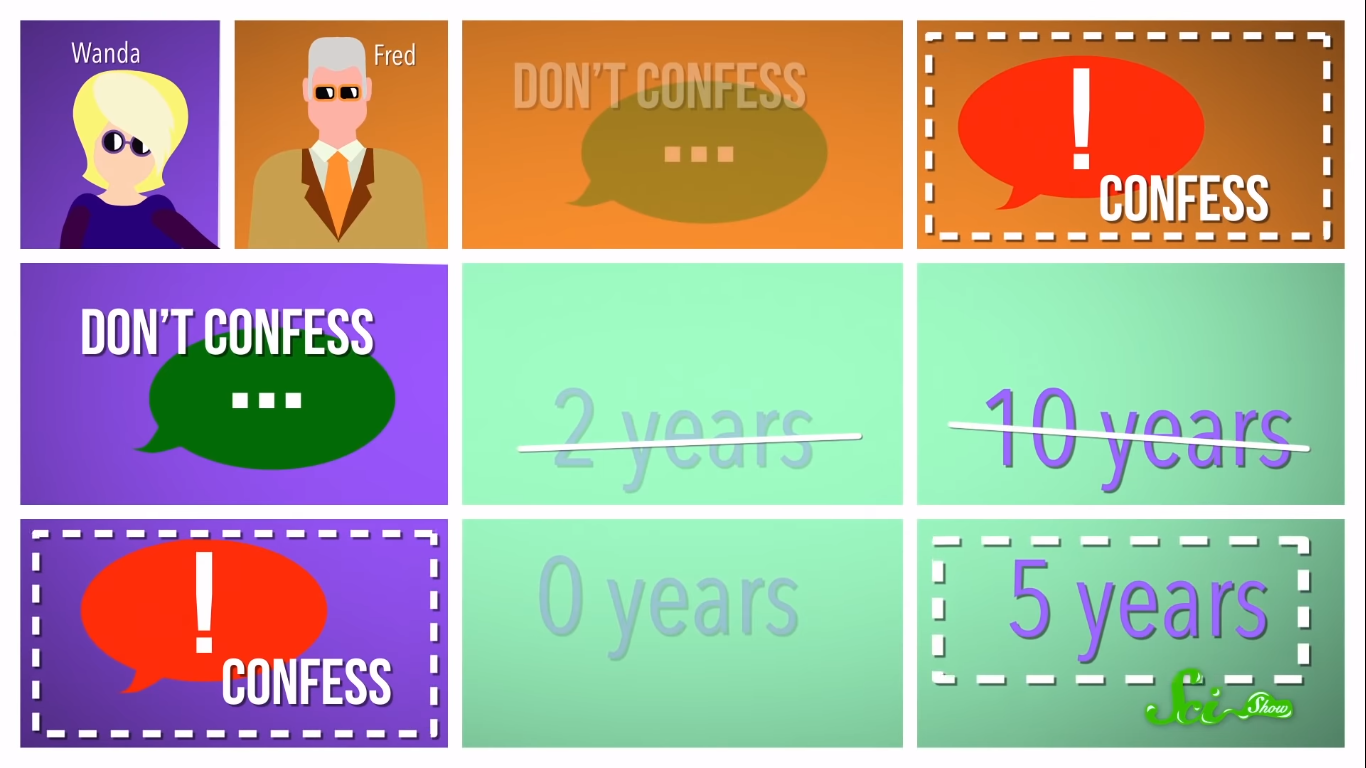 Wanda
Fred
DON'T CONFESS
...
!
CONFESS
DON'T CONFESS
...
2 years
10 years
!
CONFESS
0 years
5 years
Sci Show